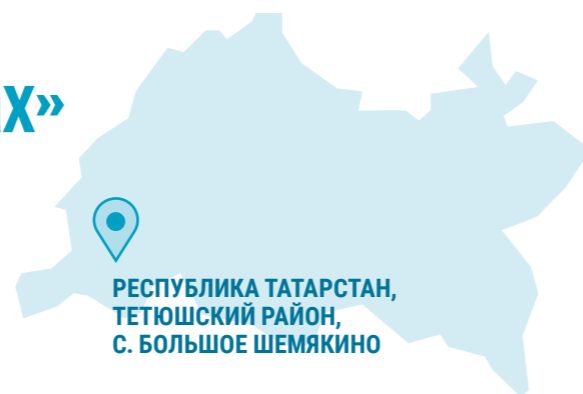 Х»
РЕСПУБЛИКА ТАТАРСТАН,
ТЕТЮШСКИЙ РАЙОН,
С. БОЛЬШОЕ ШЕМЯКИНО